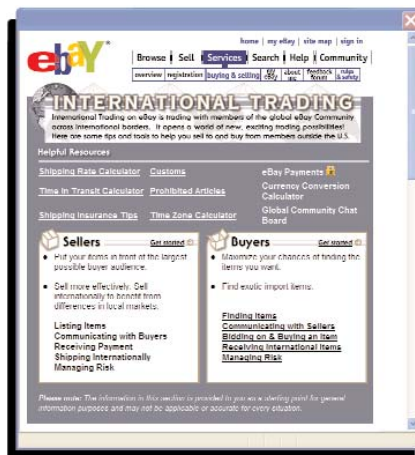 home | my eBay | site map | sign in
ebaY
Browse Sell Services Search Help Community
overview registration buying & selling my eBay about me feedback forum rules & safety
INTERNATIONAL TRADING
International Trading on eBay is trading with members of the global eBay Community
across international borders. It opens a world of new, exciting trading possibilities!
Here are some tips and tools to help you sell to and buy from members outside the U.S.
Helpful Resources
Shipping Rate Calculator Customs eBay Payments
Time in Transit Calculator Prohibited Articles Currency Conversion
Calculator
Shipping Insurance Tips Time Zone Calculator Global Community Chat
Board
Sellers Get started
Put your items in front of the largest
possible buyer audience.
Sell more effectively. Sell
internationally to benefit from
differences in local markets.
Listing Items
Communicating with Buyers
Receiving Payment
Shipping Internationally
Managing Risk
Buyers Get started
Maximize your chances of finding the
items you want.
Find exotic import items.
Finding Items
Communicating with Sellers
Bidding on & Buying an Item
Receiving International Items
Managing Risk
Please note: The information in this section is provided to you as a starting point for general
information purposes and may not be applicable or accurate for every situation.